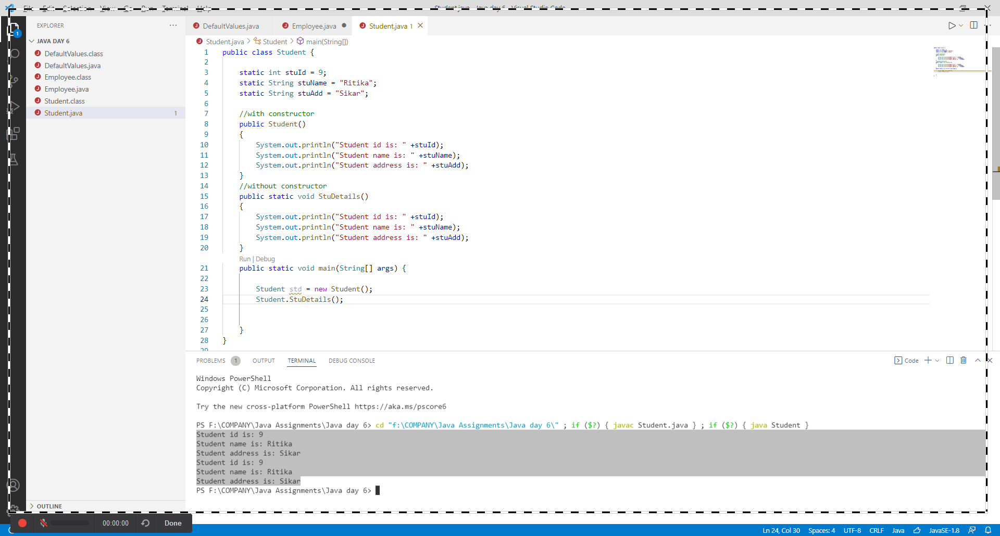 File Edit Selection View Go Run Terminal Help
Student.java - Java day 6 - Visual Studio Code
EXPLORER
JAVA DAY 6
DefaultValues.class
DefaultValues.java
Employee.class
Employee.java
Student.class
Student.java 1
OUTLINE
1
DefaultValues.java Employee.java Student.java 1
Student.java > Student > main(String[])
1 public class Student {
2
3 static int stuId = 9;
4 static String stuName = "Ritika";
5 static String stuAdd = "Sikar";
6
7 //with constructor
8 public Student()
9 {
10 System.out.println("Student id is: " +stuId);
11 System.out.println("Student name is: " +stuName);
12 System.out.println("Student address is: " +stuAdd);
13 }
14 //without constructor
15 public static void StuDetails()
16 {
17 System.out.println("Student id is: " +stuId);
18 System.out.println("Student name is: " +stuName);
19 System.out.println("Student address is: " +stuAdd);
20 }
Run | Debug
21 public static void main(String[] args) {
22
23 Student std = new Student();
24 Student.StuDetails();
25
26
27 }
28 }
29
PROBLEMS 1 OUTPUT TERMINAL DEBUG CONSOLE
Code
Windows PowerShell
Copyright (C) Microsoft Corporation. All rights reserved.
Try the new cross-platform PowerShell https://aka.ms/pscore6
PS F:\COMPANY\Java Assignments\Java day 6> cd "f:\COMPANY\Java Assignments\Java day 6\" ; if ($?) { javac Student.java } ; if ($?) { java Student }
Student id is: 9
Student name is: Ritika
Student address is: Sikar
Student id is: 9
Student name is: Ritika
Student address is: Sikar
PS F:\COMPANY\Java Assignments\Java day 6>
00:00:00 Done
Ln 24, Col 30 Spaces: 4 UTF-8 CRLF Java JavaSE-1.8